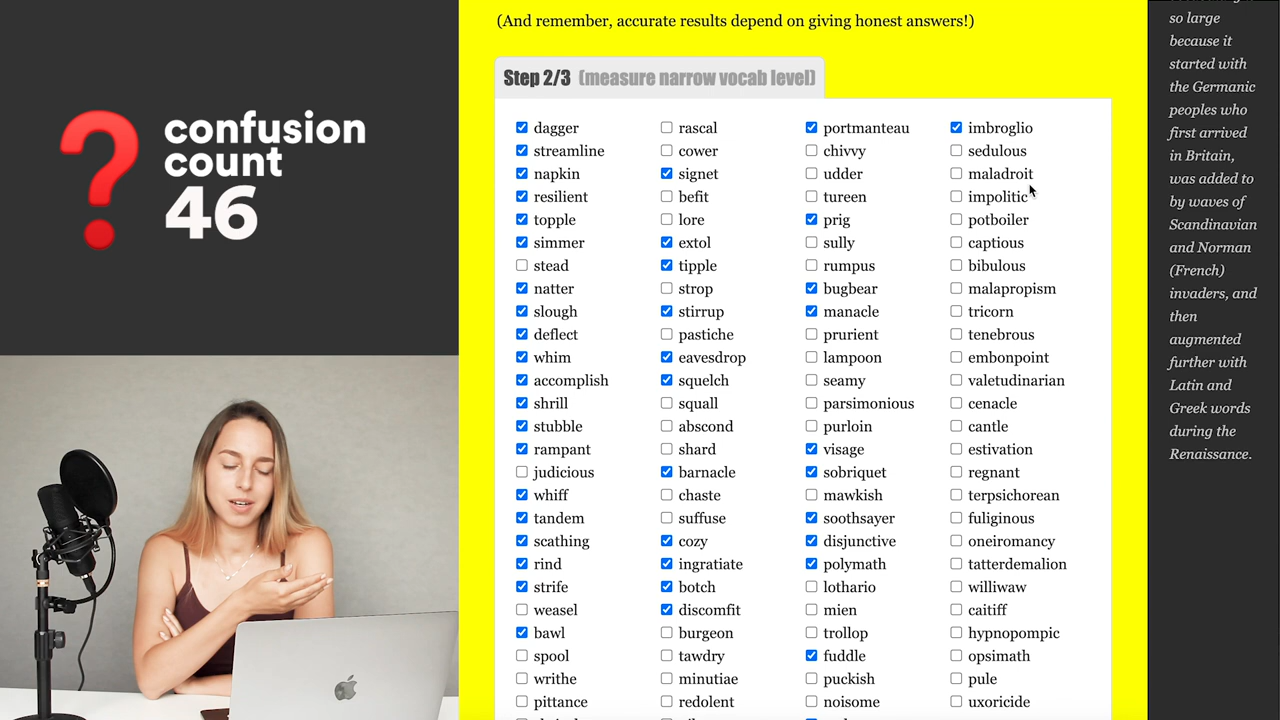 confusion
count
46
(And remember, accurate results depend on giving honest answers!)
Step 2/3 (measure narrow vocab level)
dagger
streamline
napkin
resilient
topple
simmer
stead
natter
slough
deflect
whim
accomplish
shrill
stubble
rampant
judicious
whiff
tandem
scathing
rind
strife
weasel
bawl
spool
writhe
pittance
rascal
cower
signet
befit
lore
extol
tipple
strop
stirrup
pastiche
eavesdrop
squelch
squall
abscond
shard
barnacle
chaste
suffuse
cozy
ingratiate
botch
discomfit
burgeon
tawdry
minutiae
redolent
portmanteau
chivvy
udder
tureen
prig
sully
rumpus
bugbear
manacle
prurient
lampoon
seamy
parsimonious
purloin
visage
sobriquet
mawkish
soothsayer
disjunctive
polymath
lothario
mien
trollop
fuddle
puckish
noisome
imbroglio
sedulous
maladroit
impolitic
potboiler
captious
bibulous
malapropism
tricorn
tenebrous
embonpoint
valetudinarian
cenacle
cantle
estivation
regnant
terpsichorean
fuliginous
oneiromancy
tatterdemalion
williwaw
caitiff
hypnopompic
opsimath
pule
uxoricide
so large
because it
started with
the Germanic
peoples who
first arrived
in Britain,
was added to
by waves of
Scandinavian
and Norman
(French)
invaders, and
then
augmented
further with
Latin and
Greek words
during the
Renaissance.